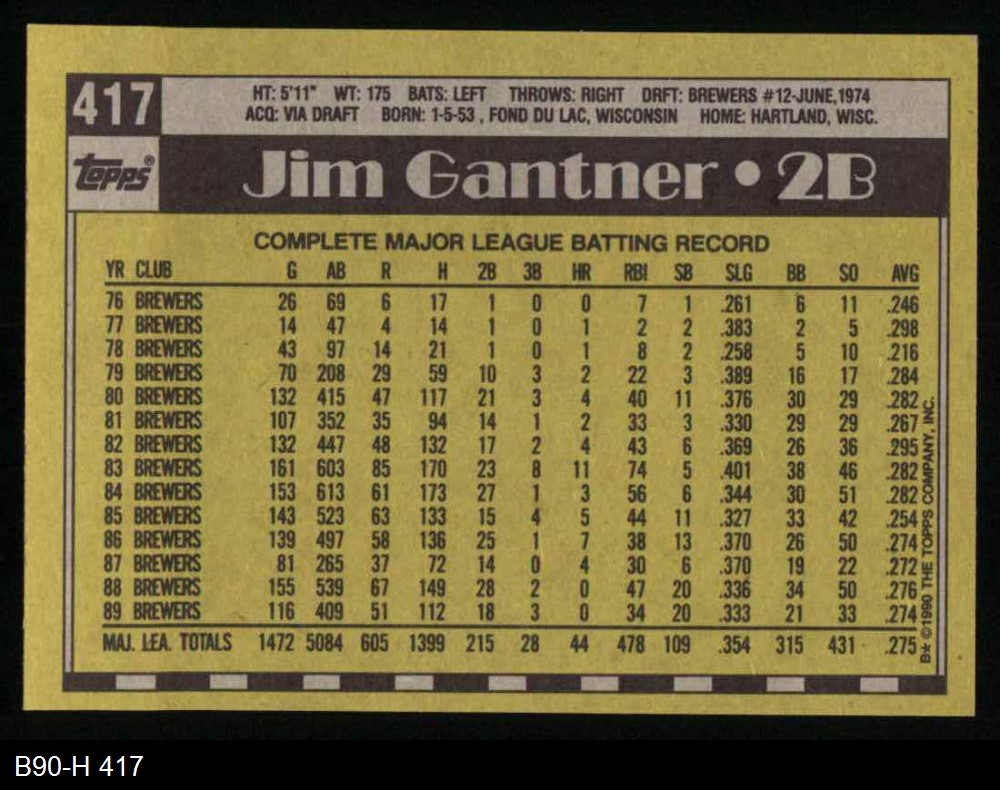 417
HT: 5'11" WT: 175 BATS: LEFT THROWS: RIGHT DRFT: BREWERS #12-JUNE,1974
ACQ: VIA DRAFT BORN: 1-5-53 , FOND DU LAC, WISCONSIN HOME: HARTLAND, WISC.
topps®
Jim Gantner • 2B
COMPLETE MAJOR LEAGUE BATTING RECORD
YR CLUB G AB R H 2B 3B HR RBI SB SLG BB SO AVG
76 BREWERS 26 69 6 17 1 0 0 7 1 .261 6 11 .246
77 BREWERS 14 47 4 14 1 0 1 2 2 .383 2 5 .298
78 BREWERS 43 97 14 21 1 0 1 8 2 .258 5 10 .216
79 BREWERS 70 208 29 59 10 3 2 22 3 .389 16 17 .284
80 BREWERS 132 415 47 117 21 3 4 40 11 .376 30 29 .282
81 BREWERS 107 352 35 94 14 1 2 33 3 .330 29 29 .267
82 BREWERS 132 447 48 132 17 2 4 43 6 .369 26 36 .295
83 BREWERS 161 603 85 170 23 8 11 74 5 .401 38 46 .282
84 BREWERS 153 613 61 173 27 1 3 56 6 .344 30 51 .282
85 BREWERS 143 523 63 133 15 4 5 44 11 .327 33 42 .254
86 BREWERS 139 497 58 136 25 1 7 38 13 .370 26 50 .274
87 BREWERS 81 265 37 72 14 0 4 30 6 .370 19 22 .272
88 BREWERS 155 539 67 149 28 2 0 47 20 .336 34 50 .276
89 BREWERS 116 409 51 112 18 3 0 34 20 .333 21 33 .274
MAJ. LEA. TOTALS 1472 5084 605 1399 215 28 44 478 109 .354 315 431 .275
B* ©1990 THE TOPPS COMPANY, INC.
B90-H 417